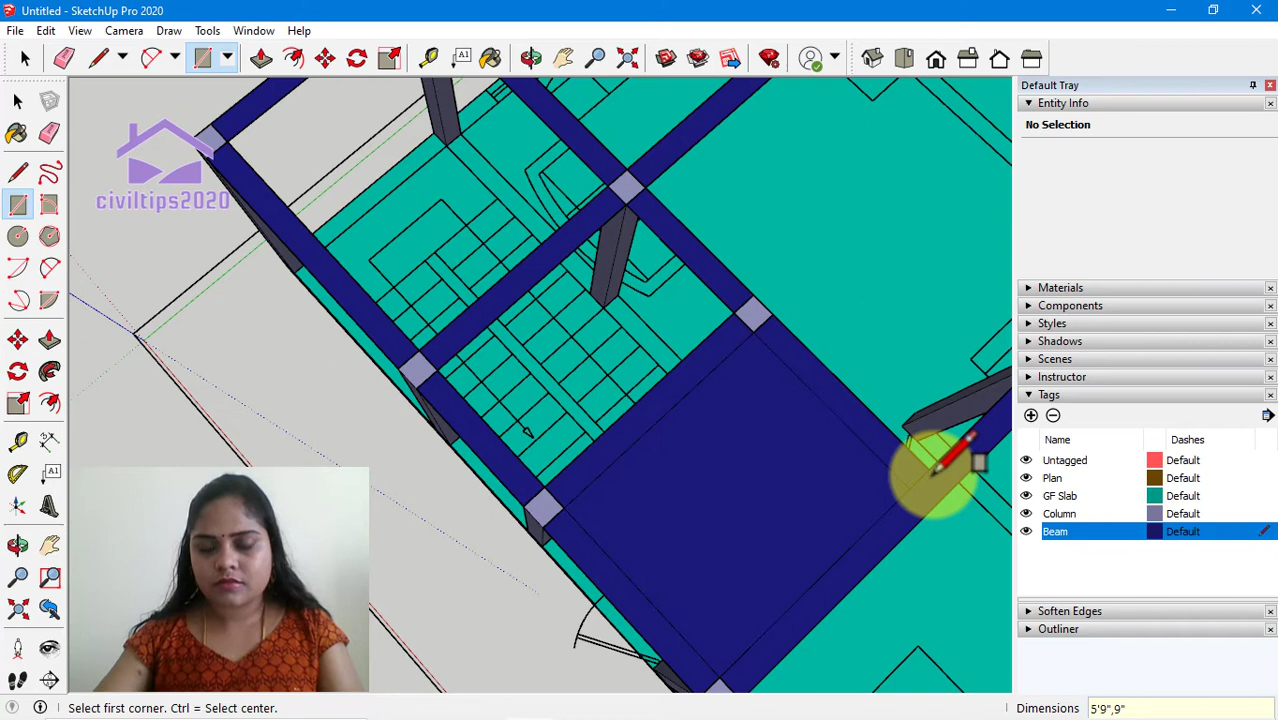 Untitled - SketchUp Pro 2020
File Edit View Camera Draw Tools Window Help
A1
Default Tray
Entity Info
No Selection
civiltips2020
Materials
Components
Styles
Shadows
Scenes
Instructor
Tags
Name Dashes
Untagged Default
Plan Default
GF Slab Default
Column Default
Beam Default
Soften Edges
Outliner
A1
Select first corner. Ctrl = Select center.
Dimensions 5'9",9"